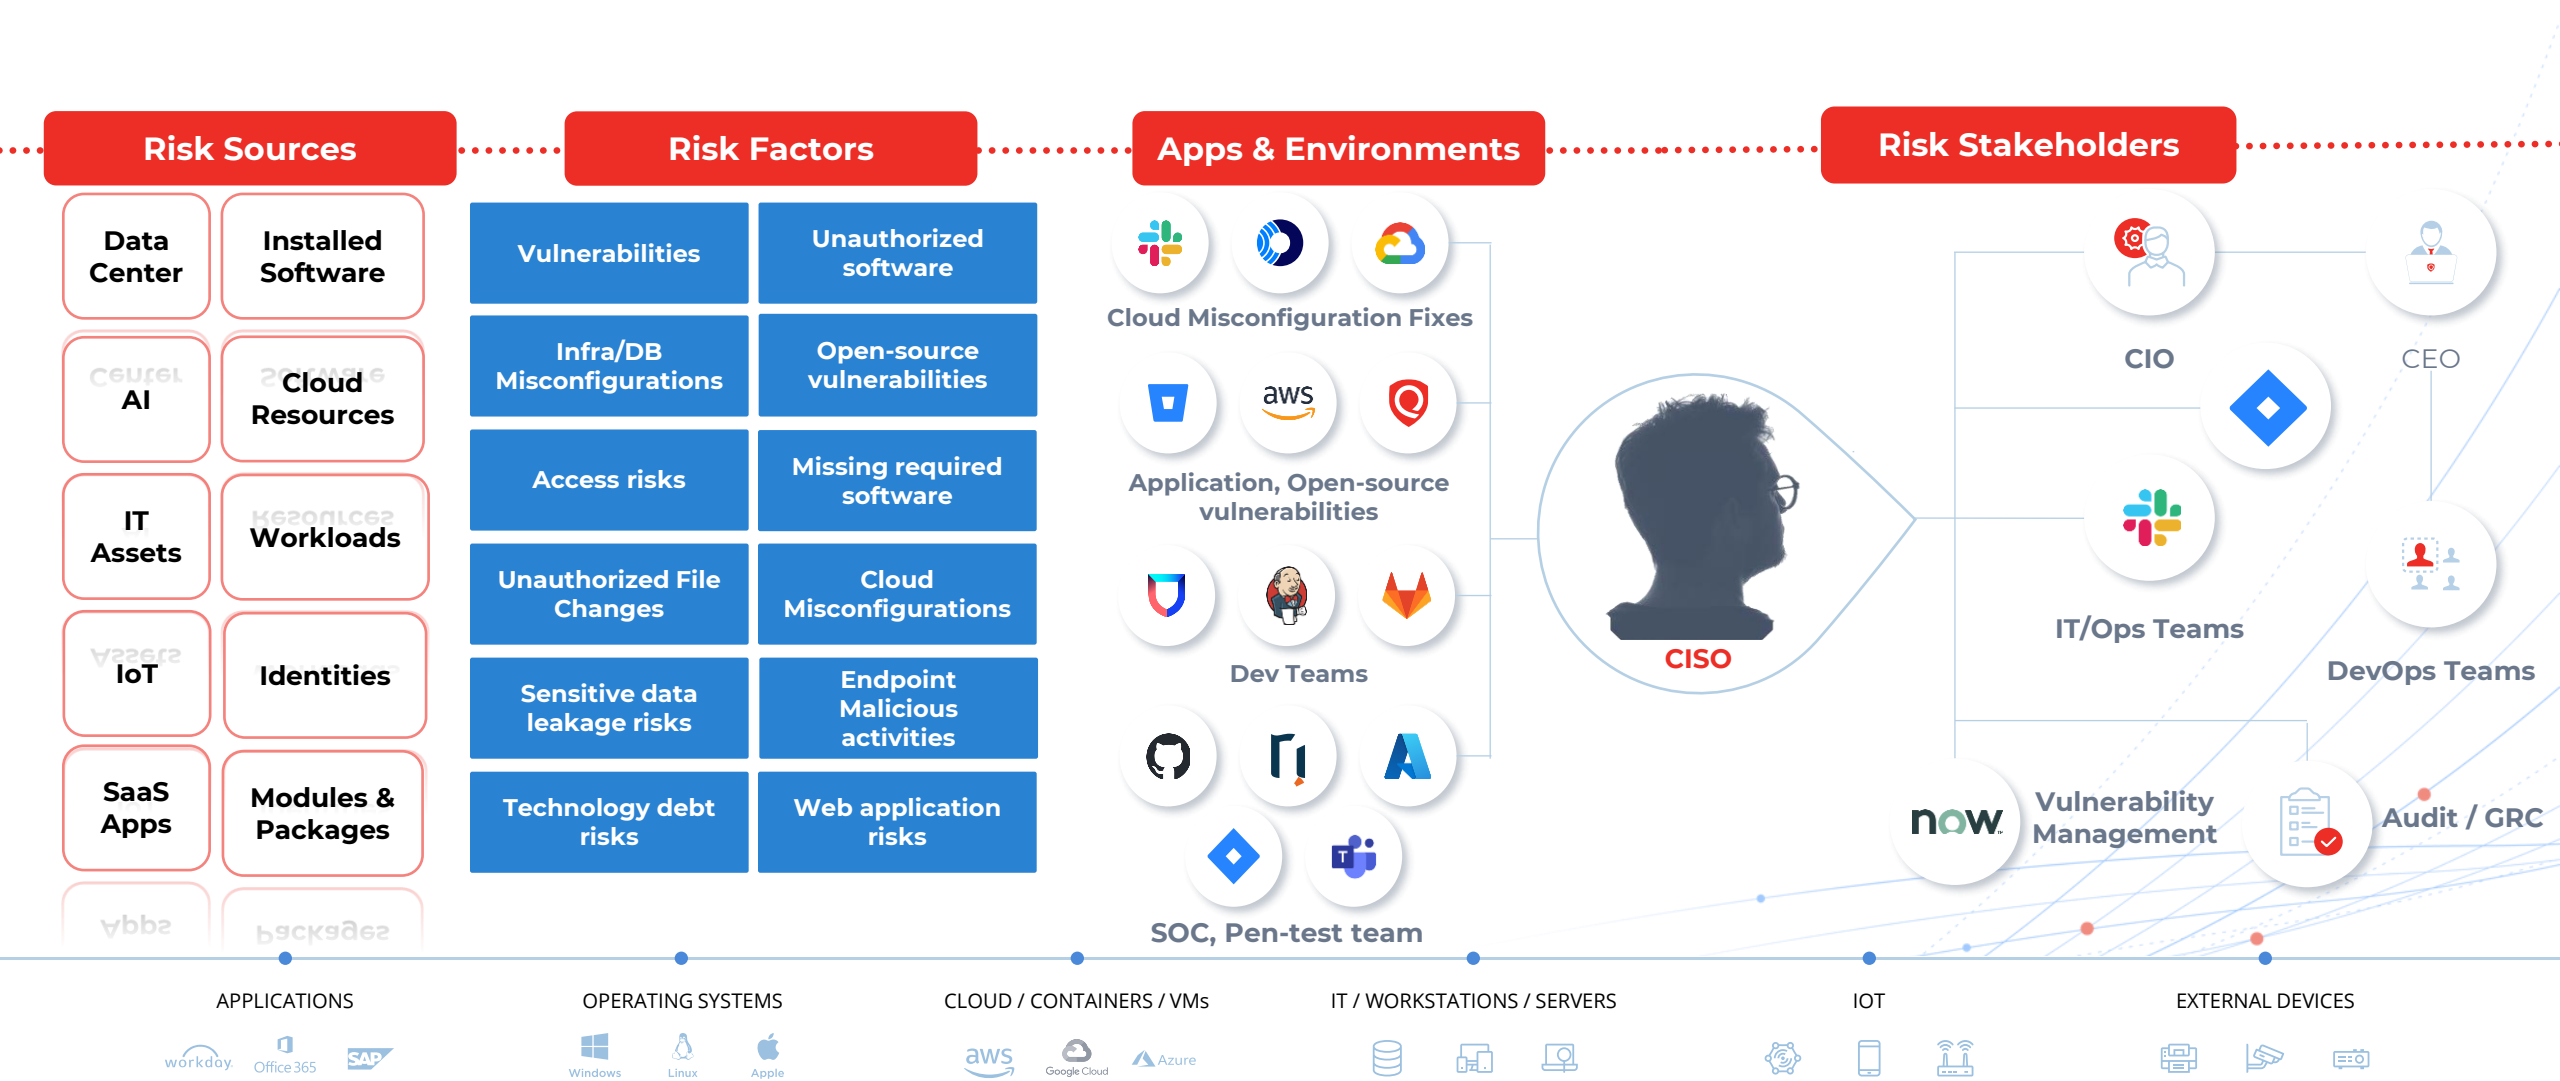 Risk Sources
Risk Factors
Apps & Environments
Risk Stakeholders
Data
Center
Installed
Software
AI
Cloud
Resources
IT
Assets
Workloads
IoT
Identities
SaaS
Apps
Modules &
Packages
Vulnerabilities
Unauthorized
software
Infra/DB
Misconfigurations
Open-source
vulnerabilities
Access risks
Missing required
software
Unauthorized File
Changes
Cloud
Misconfigurations
Sensitive data
leakage risks
Endpoint
Malicious
activities
Technology debt
risks
Web application
risks
Cloud Misconfiguration Fixes
aws
Application, Open-source
vulnerabilities
Dev Teams
T
SOC, Pen-test team
CISO
CIO
CEO
IT/Ops Teams
DevOps Teams
now
Vulnerability
Management
Audit / GRC
APPLICATIONS
workday.
Office 365
SAP
OPERATING SYSTEMS
Windows
Linux
Apple
CLOUD / CONTAINERS / VMs
aws
Google Cloud
Azure
IT / WORKSTATIONS / SERVERS
IOT
EXTERNAL DEVICES